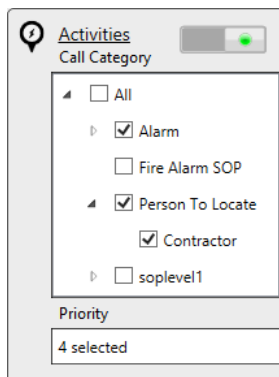 Activities
Call Category
All
Alarm
Fire Alarm SOP
Person To Locate
Contractor
soplevel1
Priority
4 selected